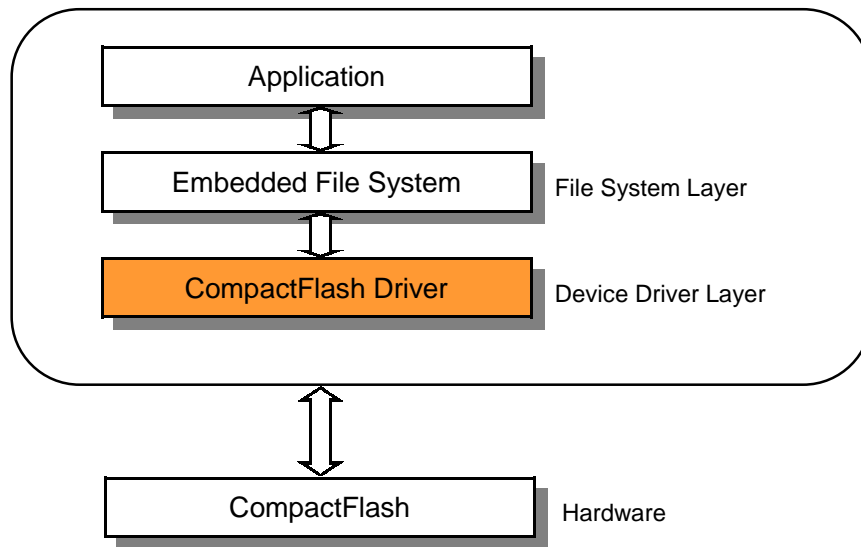 Application
Embedded File System
File System Layer
CompactFlash Driver
Device Driver Layer
CompactFlash
Hardware